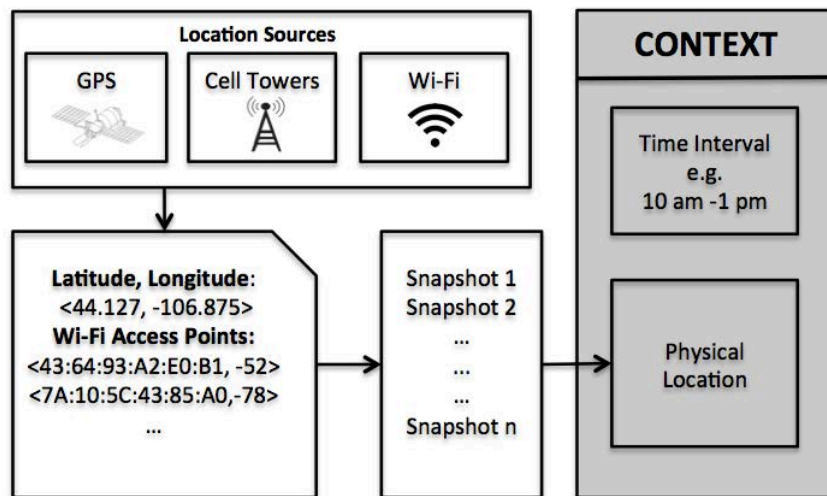 Location Sources
GPS
Cell Towers
Wi-Fi
Latitude, Longitude:
<44.127, -106.875>
Wi-Fi Access Points:
<43:64:93:A2:E0:B1, -52>
<7A:10:5C:43:85:A0,-78>
...
Snapshot 1
Snapshot 2
...
...
...
Snapshot n
CONTEXT
Time Interval
e.g.
10 am -1 pm
Physical
Location